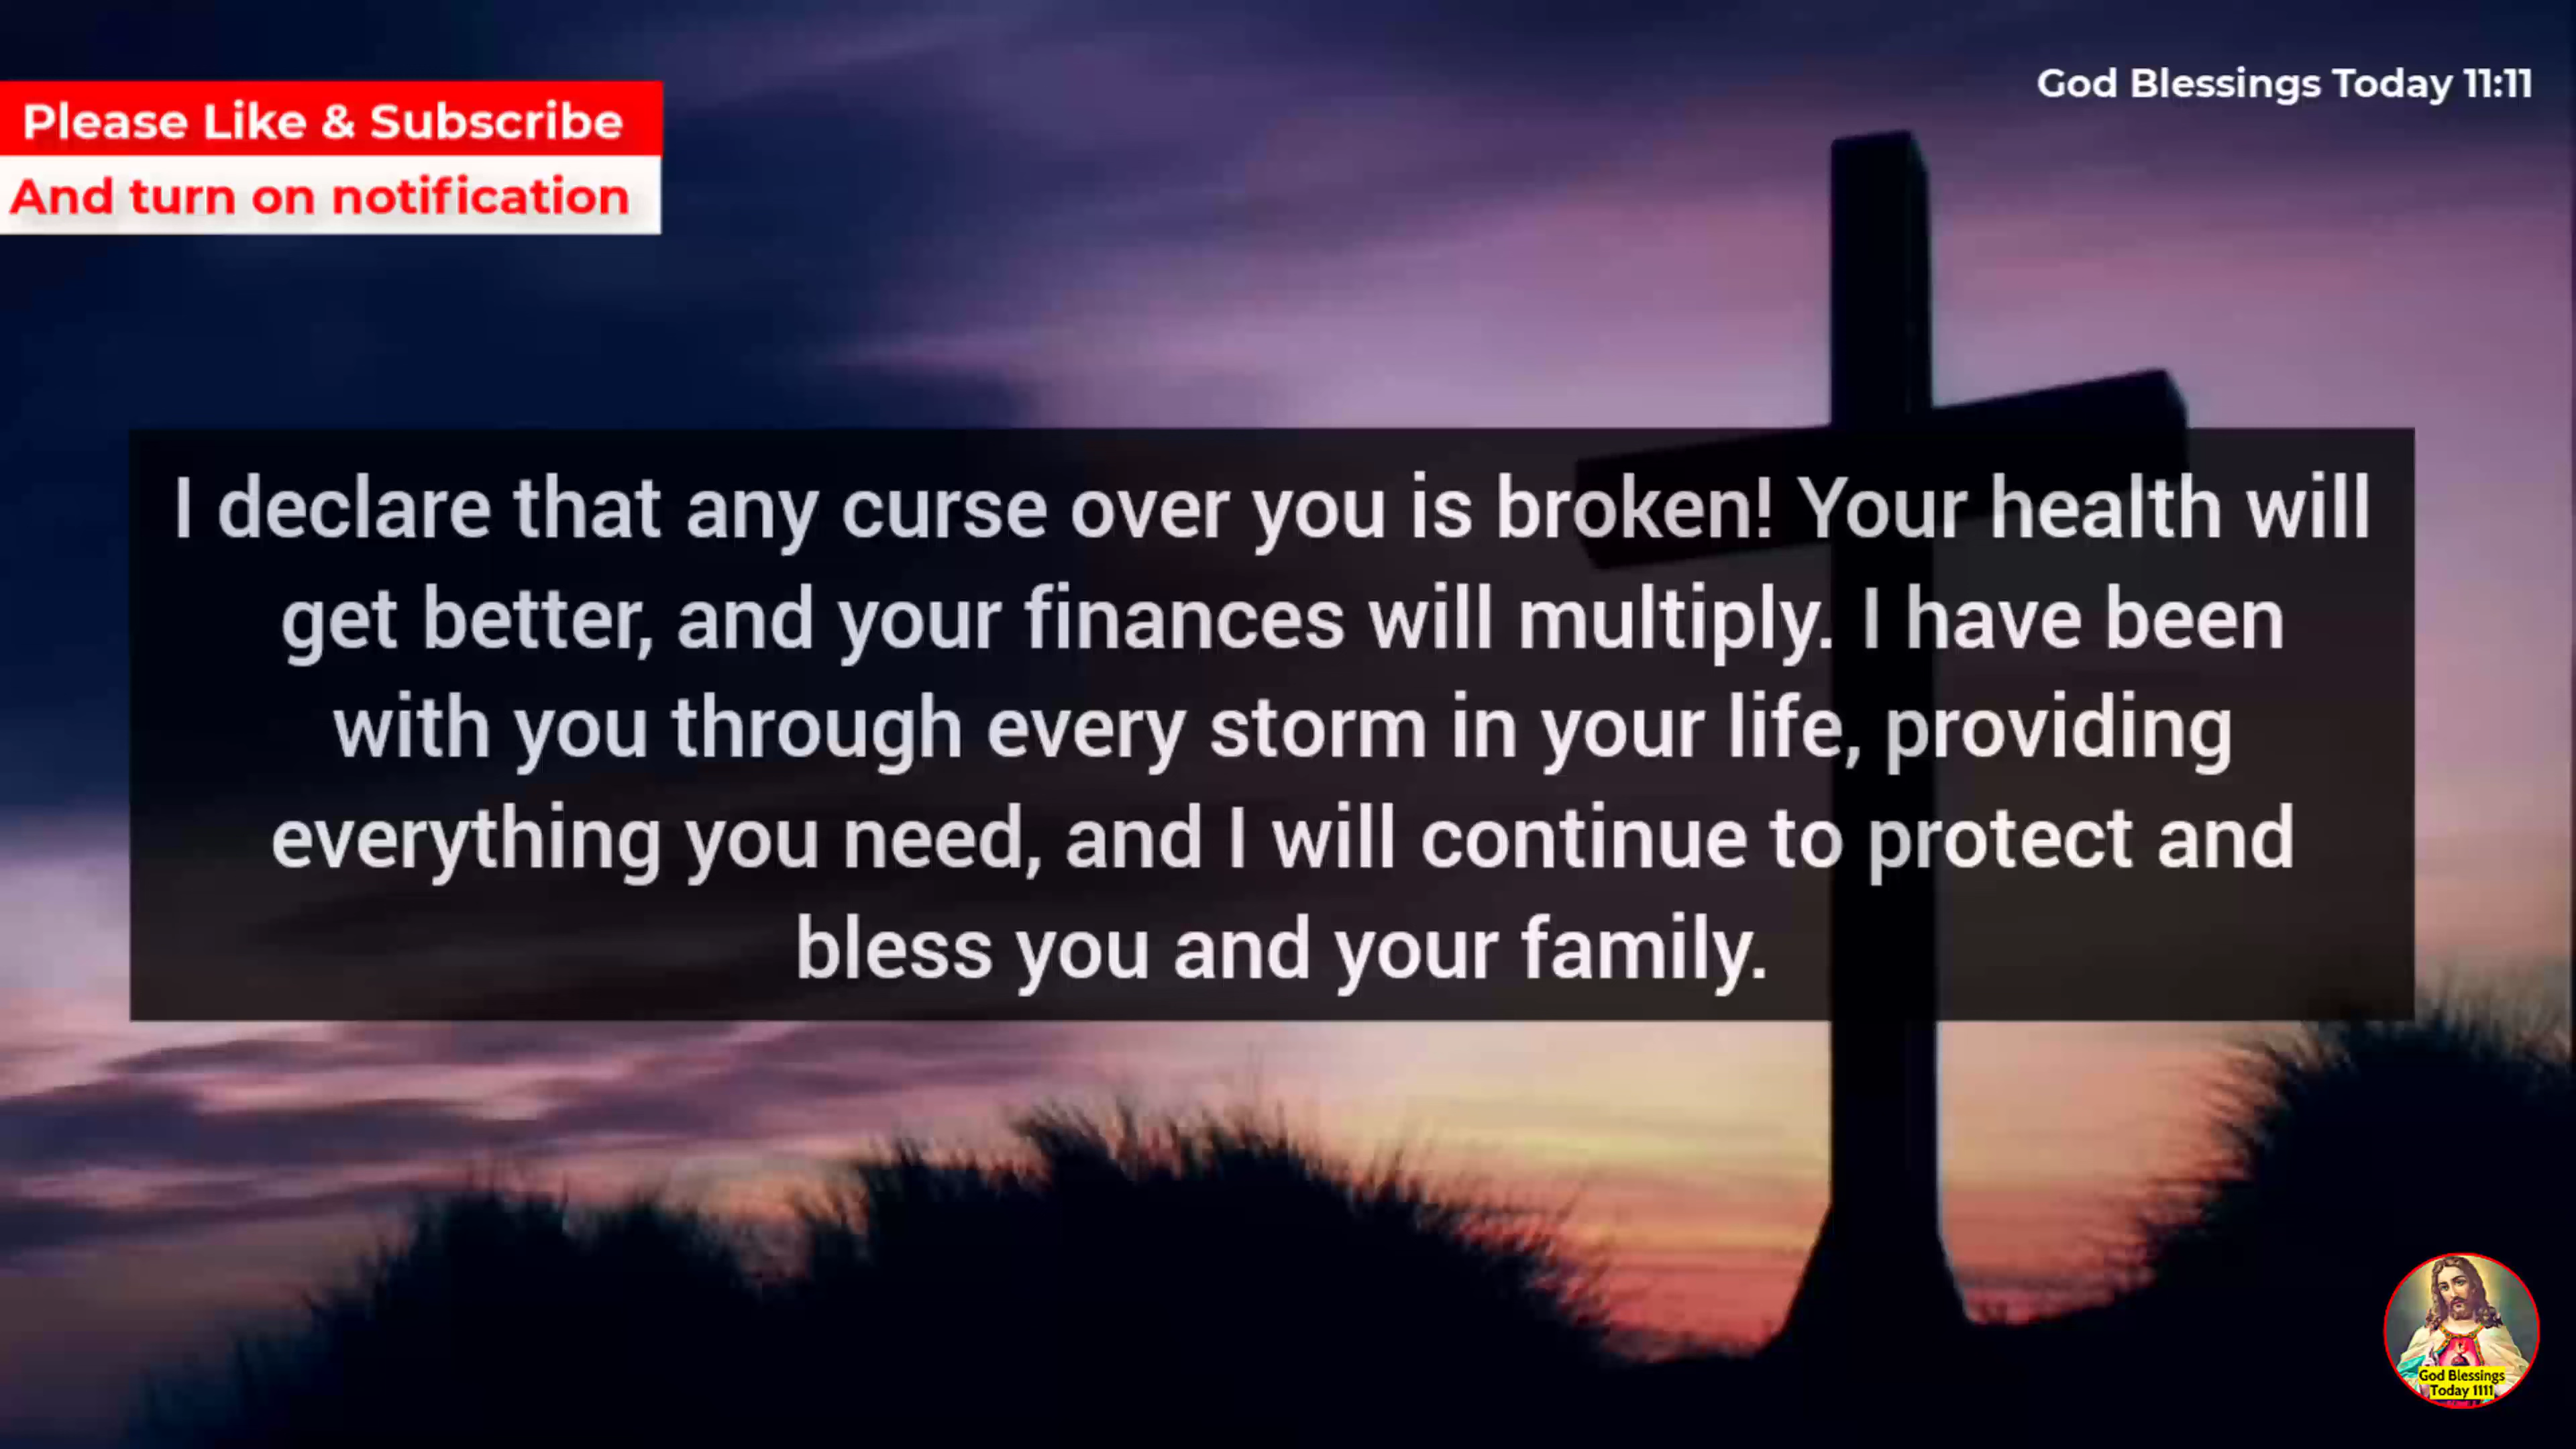 Please Like & Subscribe
And turn on notification
God Blessings Today 11:11
I declare that any curse over you is broken! Your health will
get better, and your finances will multiply. I have been
with you through every storm in your life, providing
everything you need, and I will continue to protect and
bless you and your family.
God Blessings
Today 1111